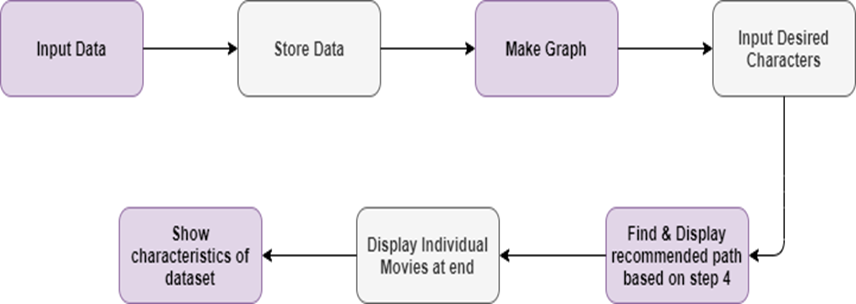 Input Data
Store Data
Make Graph
Input Desired
Characters
Find & Display
recommended path
based on step 4
Display Individual
Movies at end
Show
characteristics of
dataset